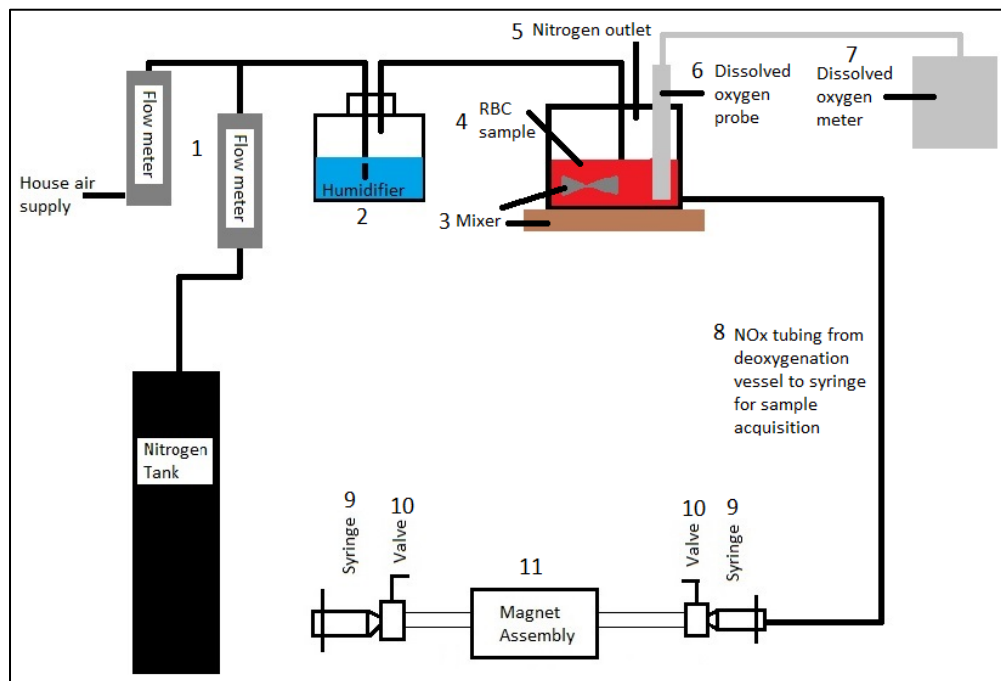 5 Nitrogen outlet
7
Dissolved
oxygen
meter
6 Dissolved
oxygen
probe
Flow meter
1
Flow meter
House air
supply
Humidifier
2
4 RBC
sample
3 Mixer
8 NOx tubing from
deoxygenation
vessel to syringe
for sample
acquisition
Nitrogen
Tank
9
Syringe
10
Valve
11
Magnet
Assembly
10
Valve
9
Syringe